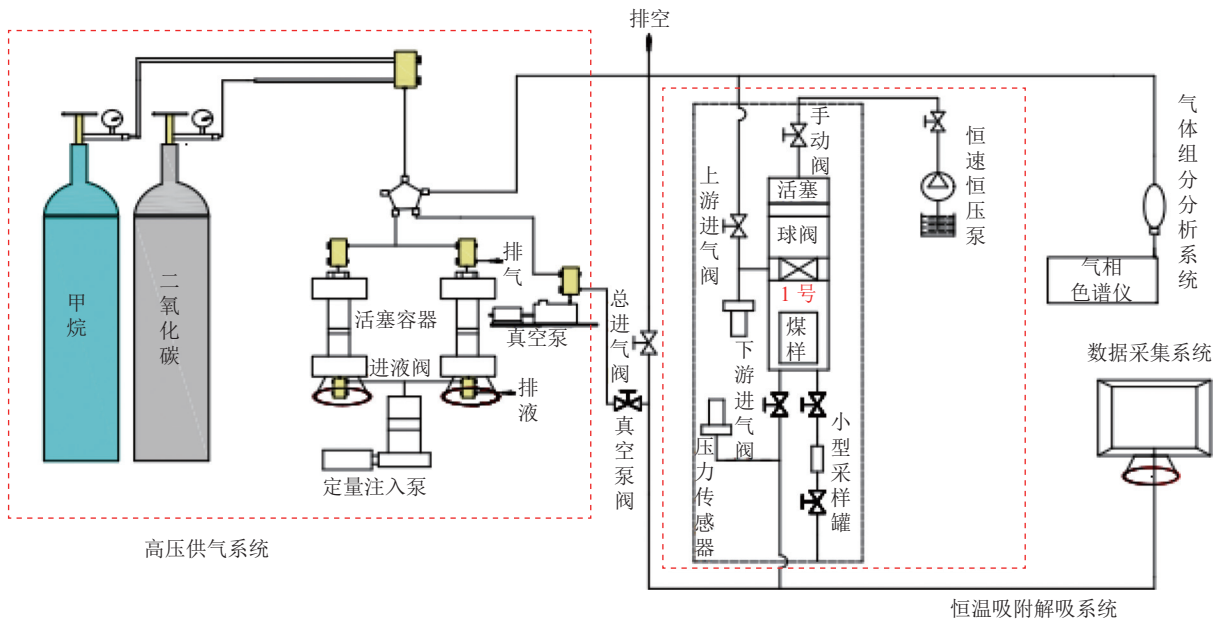 排空
甲烷
二氧化碳
活塞容器
排气
进液阀
排液
定量注入泵
真空泵
高压供气系统
总进气阀
真空泵阀
上游进气阀
手动阀
活塞
球阀
1 号
煤样
下游进气阀
压力传感器
小型采样罐
恒速恒压泵
气体组分分析系统
气相
色谱仪
数据采集系统
恒温吸附解吸系统